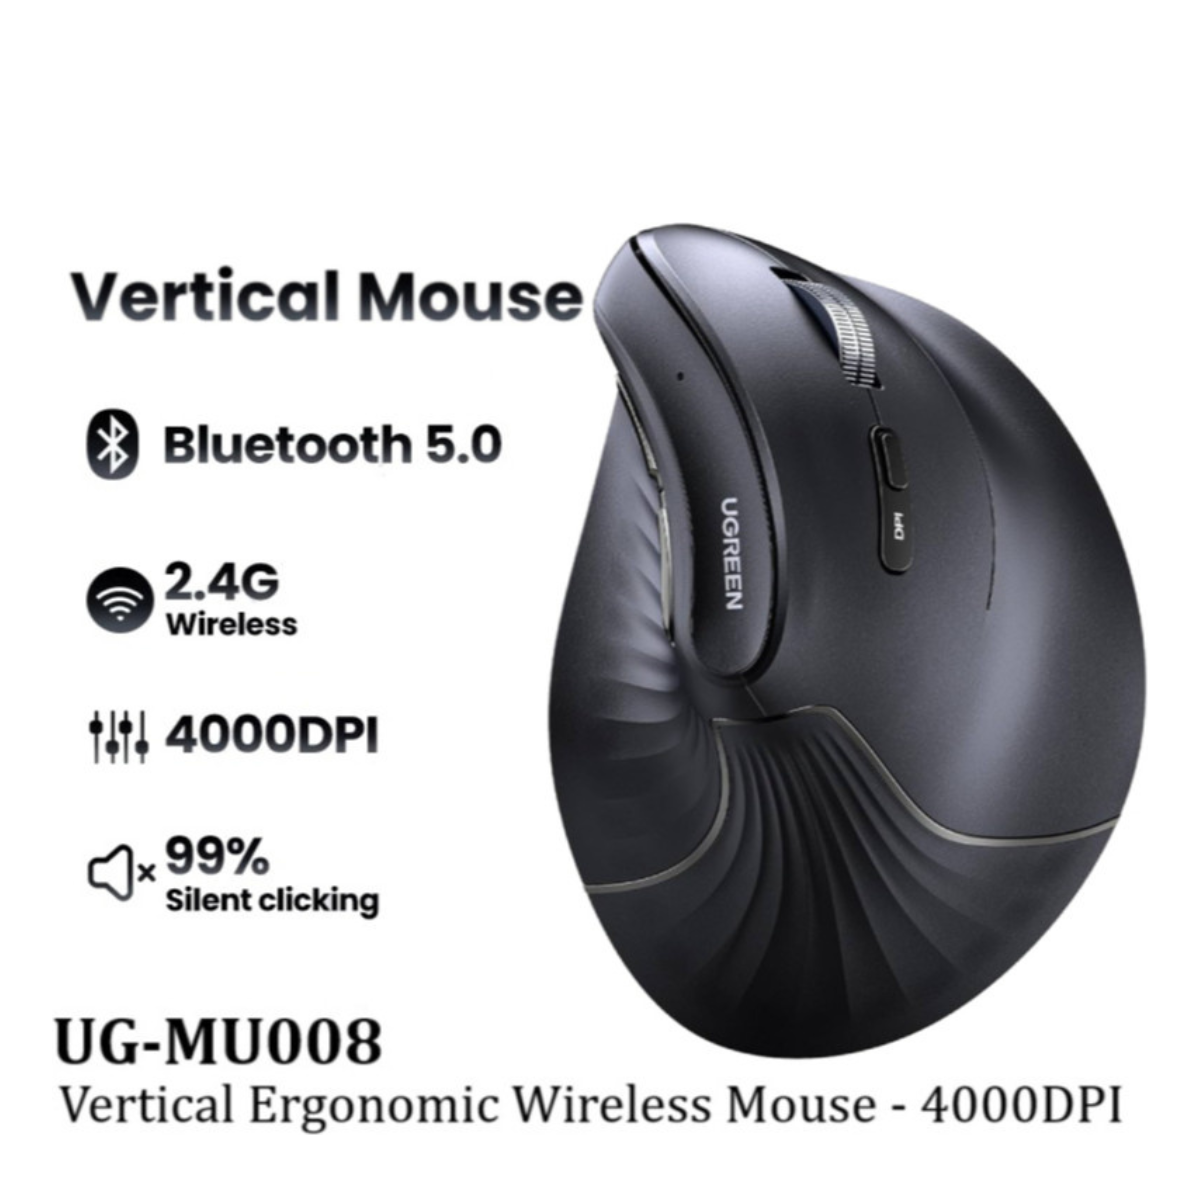 Vertical Mouse
Bluetooth 5.0
2.4G
Wireless
4000DPI
99%
Silent clicking
UGREEN
DPI
UG-MU008
Vertical Ergonomic Wireless Mouse - 4000DPI